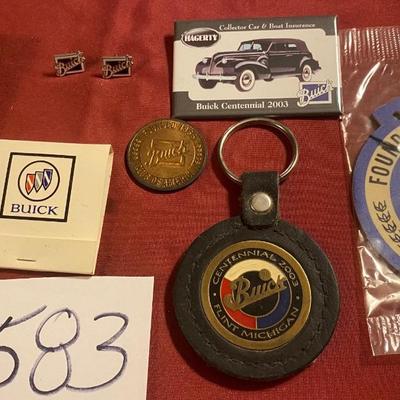 Buick
Buick
HAGERTY
Collector Car & Boat Insurance
Buick Centennial 2003
Buick
Buick
FOUND
BUICK
CENTENNIAL 2003
Buick
FLINT MICHIGAN
583